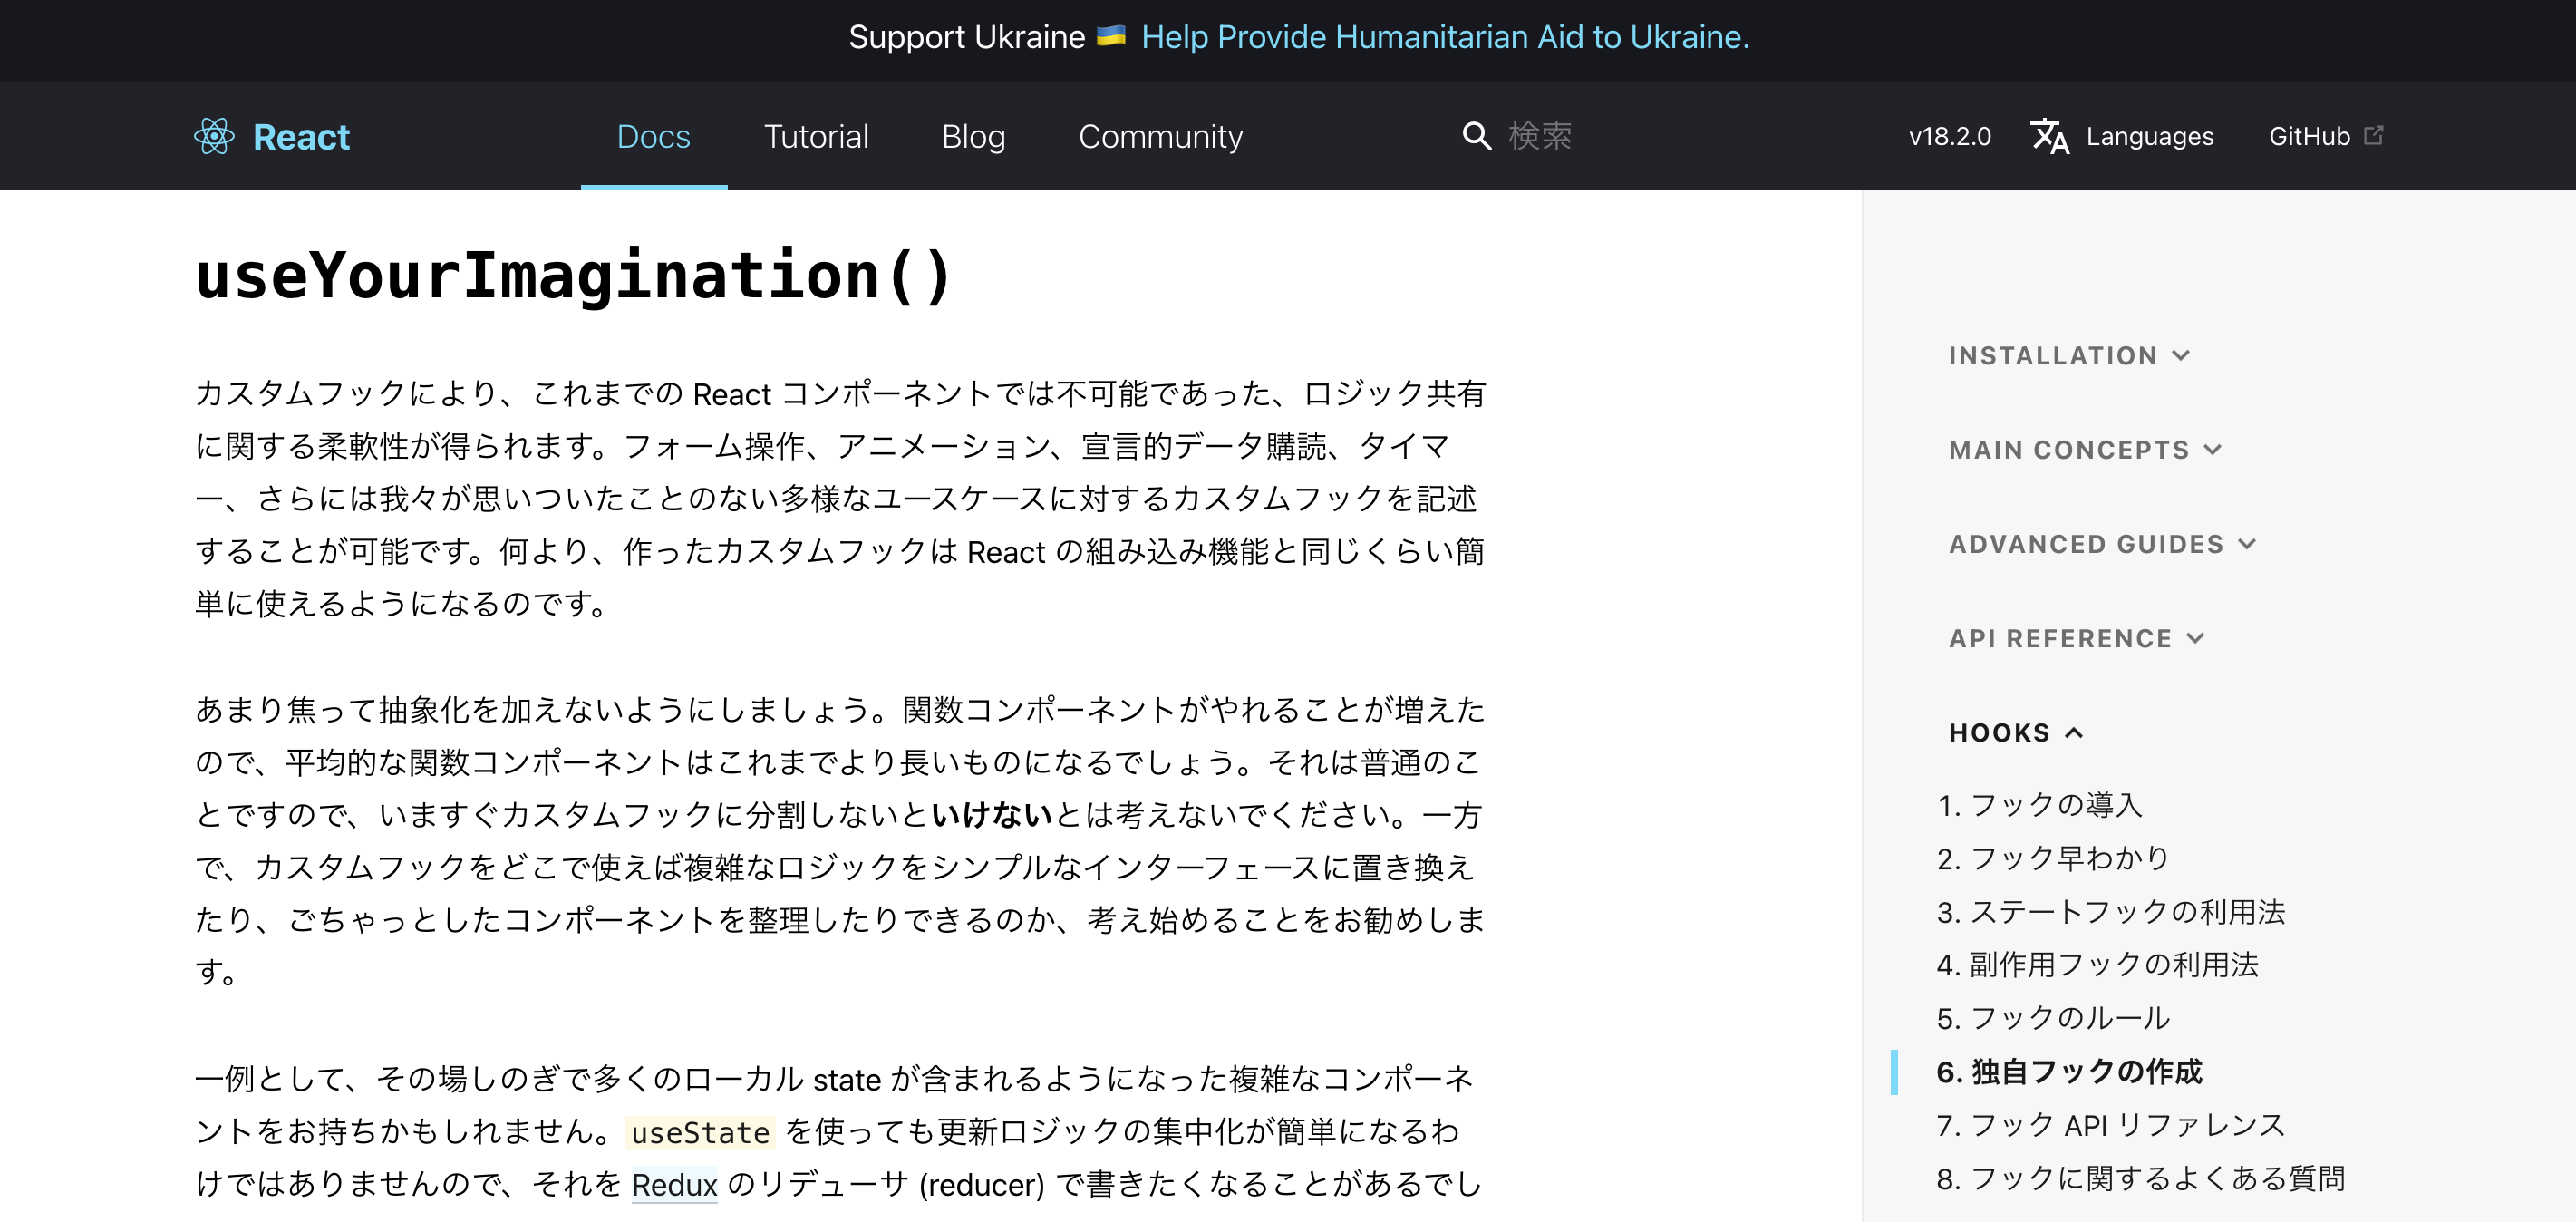 Support Ukraine 🇺🇦 Help Provide Humanitarian Aid to Ukraine.
React
Docs
Tutorial
Blog
Community
検索
v18.2.0
Languages
GitHub
useYourImagination()
カスタムフックにより、これまでの React コンポーネントでは不可能であった、ロジック共有
に関する柔軟性が得られます。フォーム操作、アニメーション、宣言的データ購読、タイマ
ー、さらには我々が思いついたことのない多様なユースケースに対するカスタムフックを記述
することが可能です。何より、作ったカスタムフックは React の組み込み機能と同じくらい簡
単に使えるようになるのです。
あまり焦って抽象化を加えないようにしましょう。関数コンポーネントがやれることが増えた
ので、平均的な関数コンポーネントはこれまでより長いものになるでしょう。それは普通のこ
とですので、いますぐカスタムフックに分割しないといけないとは考えないでください。一方
で、カスタムフックをどこで使えば複雑なロジックをシンプルなインターフェースに置き換え
たり、ごちゃっとしたコンポーネントを整理したりできるのか、考え始めることをお勧めしま
す。
一例として、その場しのぎで多くのローカル state が含まれるようになった複雑なコンポーネ
ントをお持ちかもしれません。useState を使っても更新ロジックの集中化が簡単になるわ
けではありませんので、それを Redux のリデューサ (reducer) で書きたくなることがあるでし
INSTALLATION
MAIN CONCEPTS
ADVANCED GUIDES
API REFERENCE
HOOKS
1. フックの導入
2. フック早わかり
3. ステートフックの利用法
4. 副作用フックの利用法
5. フックのルール
6. 独自フックの作成
7. フック API リファレンス
8. フックに関するよくある質問